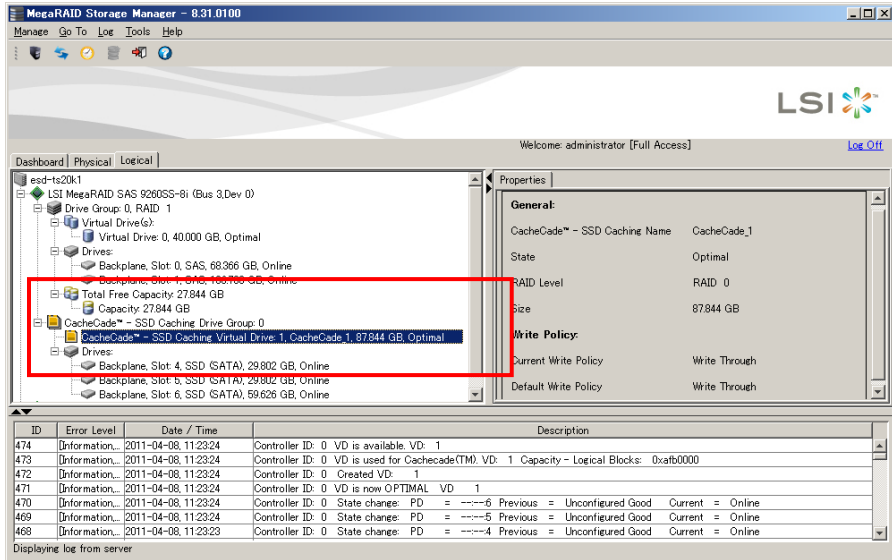 MegaRAID Storage Manager - 8.31.0100
Manage Go To Log Tools Help
LSI
Welcome: administrator [Full Access]
Log Off
Dashboard Physical Logical
esd-ts20k1
LSI MegaRAID SAS 9260SS-8i (Bus 3,Dev 0)
Drive Group: 0, RAID 1
Virtual Drive(s):
Virtual Drive: 0, 40.000 GB, Optimal
Drives:
Backplane, Slot: 0, SAS, 68.366 GB, Online
Backplane, Slot: 1, SAS, GB, Online
Total Free Capacity: 27.844 GB
Capacity: 27.844 GB
CacheCade™ - SSD Caching Drive Group: 0
CacheCade™ - SSD Caching Virtual Drive: 1, CacheCade_1, 87.844 GB, Optimal
Drives:
Backplane, Slot: 4, SSD (SATA), 29.802 GB, Online
Backplane, Slot: 5, SSD (SATA), 29.802 GB, Online
Backplane, Slot: 6, SSD (SATA), 59.626 GB, Online
Properties
General:
CacheCade™ - SSD Caching Name CacheCade_1
State Optimal
RAID Level RAID 0
Size 87.844 GB
Write Policy:
Current Write Policy Write Through
Default Write Policy Write Through
ID Error Level Date / Time Description
474 [Information,... 2011-04-08, 11:23:24 Controller ID: 0 VD is available. VD: 1
473 [Information,... 2011-04-08, 11:23:24 Controller ID: 0 VD is used for Cachecade(TM). VD: 1 Capacity - Logical Blocks: 0xafb0000
472 [Information,... 2011-04-08, 11:23:24 Controller ID: 0 Created VD: 1
471 [Information,... 2011-04-08, 11:23:24 Controller ID: 0 VD is now OPTIMAL VD 1
470 [Information,... 2011-04-08, 11:23:24 Controller ID: 0 State change: PD = --:--:6 Previous = Unconfigured Good Current = Online
469 [Information,... 2011-04-08, 11:23:24 Controller ID: 0 State change: PD = --:--:5 Previous = Unconfigured Good Current = Online
468 [Information,... 2011-04-08, 11:23:23 Controller ID: 0 State change: PD = --:--:4 Previous = Unconfigured Good Current = Online
Displaying log from server